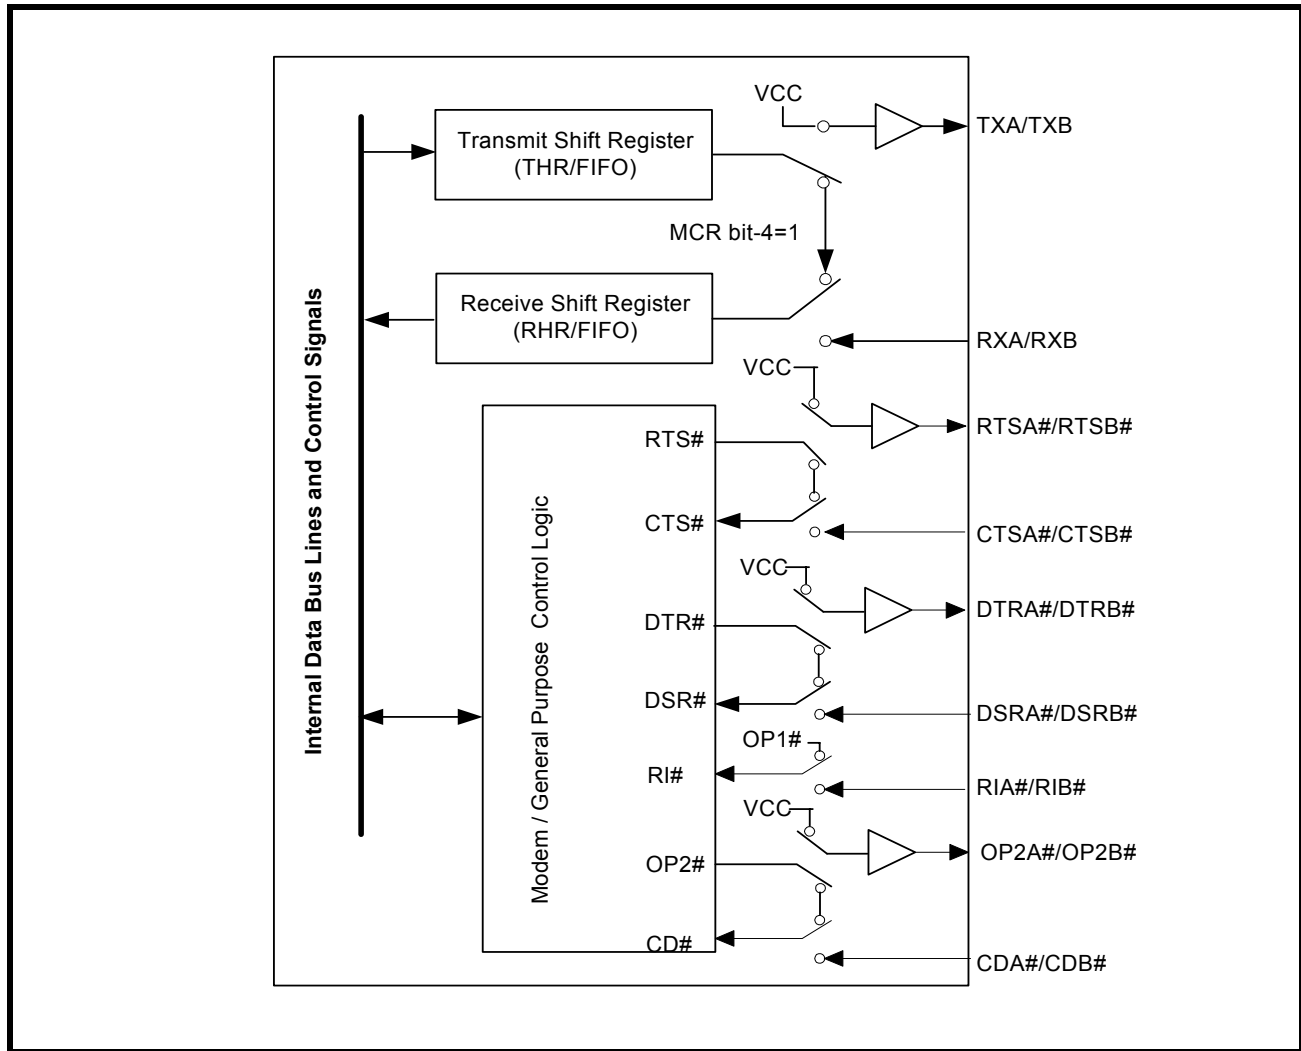 VCC
TXA/TXB
Transmit Shift Register
(THR/FIFO)
MCR bit-4=1
Receive Shift Register
(RHR/FIFO)
RXA/RXB
VCC
RTSA#/RTSB#
RTS#
CTS#
CTSA#/CTSB#
VCC
DTRA#/DTRB#
DTR#
DSR#
DSRA#/DSRB#
OP1#
RI#
RIA#/RIB#
VCC
OP2A#/OP2B#
OP2#
CD#
CDA#/CDB#
Internal Data Bus Lines and Control Signals
Modem / General Purpose Control Logic